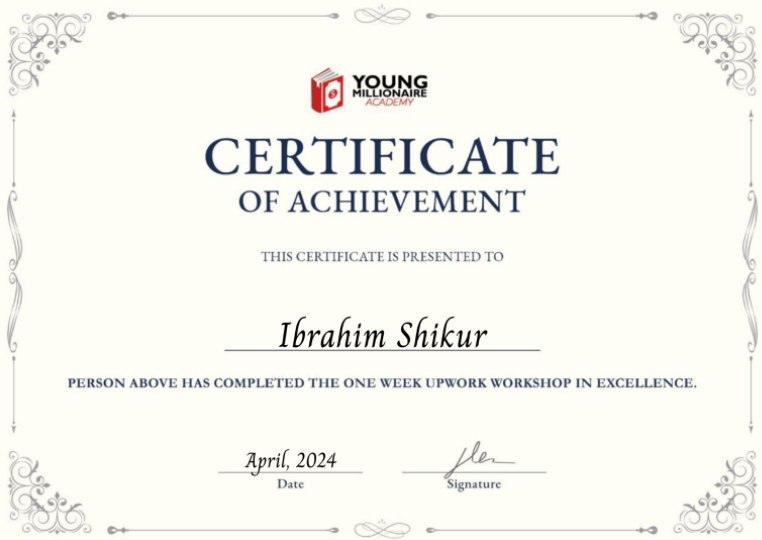 YOUNG
MILLIONAIRE
ACADEMY
CERTIFICATE
OF ACHIEVEMENT
THIS CERTIFICATE IS PRESENTED TO
Ibrahim Shikur
PERSON ABOVE HAS COMPLETED THE ONE WEEK UPWORK WORKSHOP IN EXCELLENCE.
April, 2024
Date
Signature